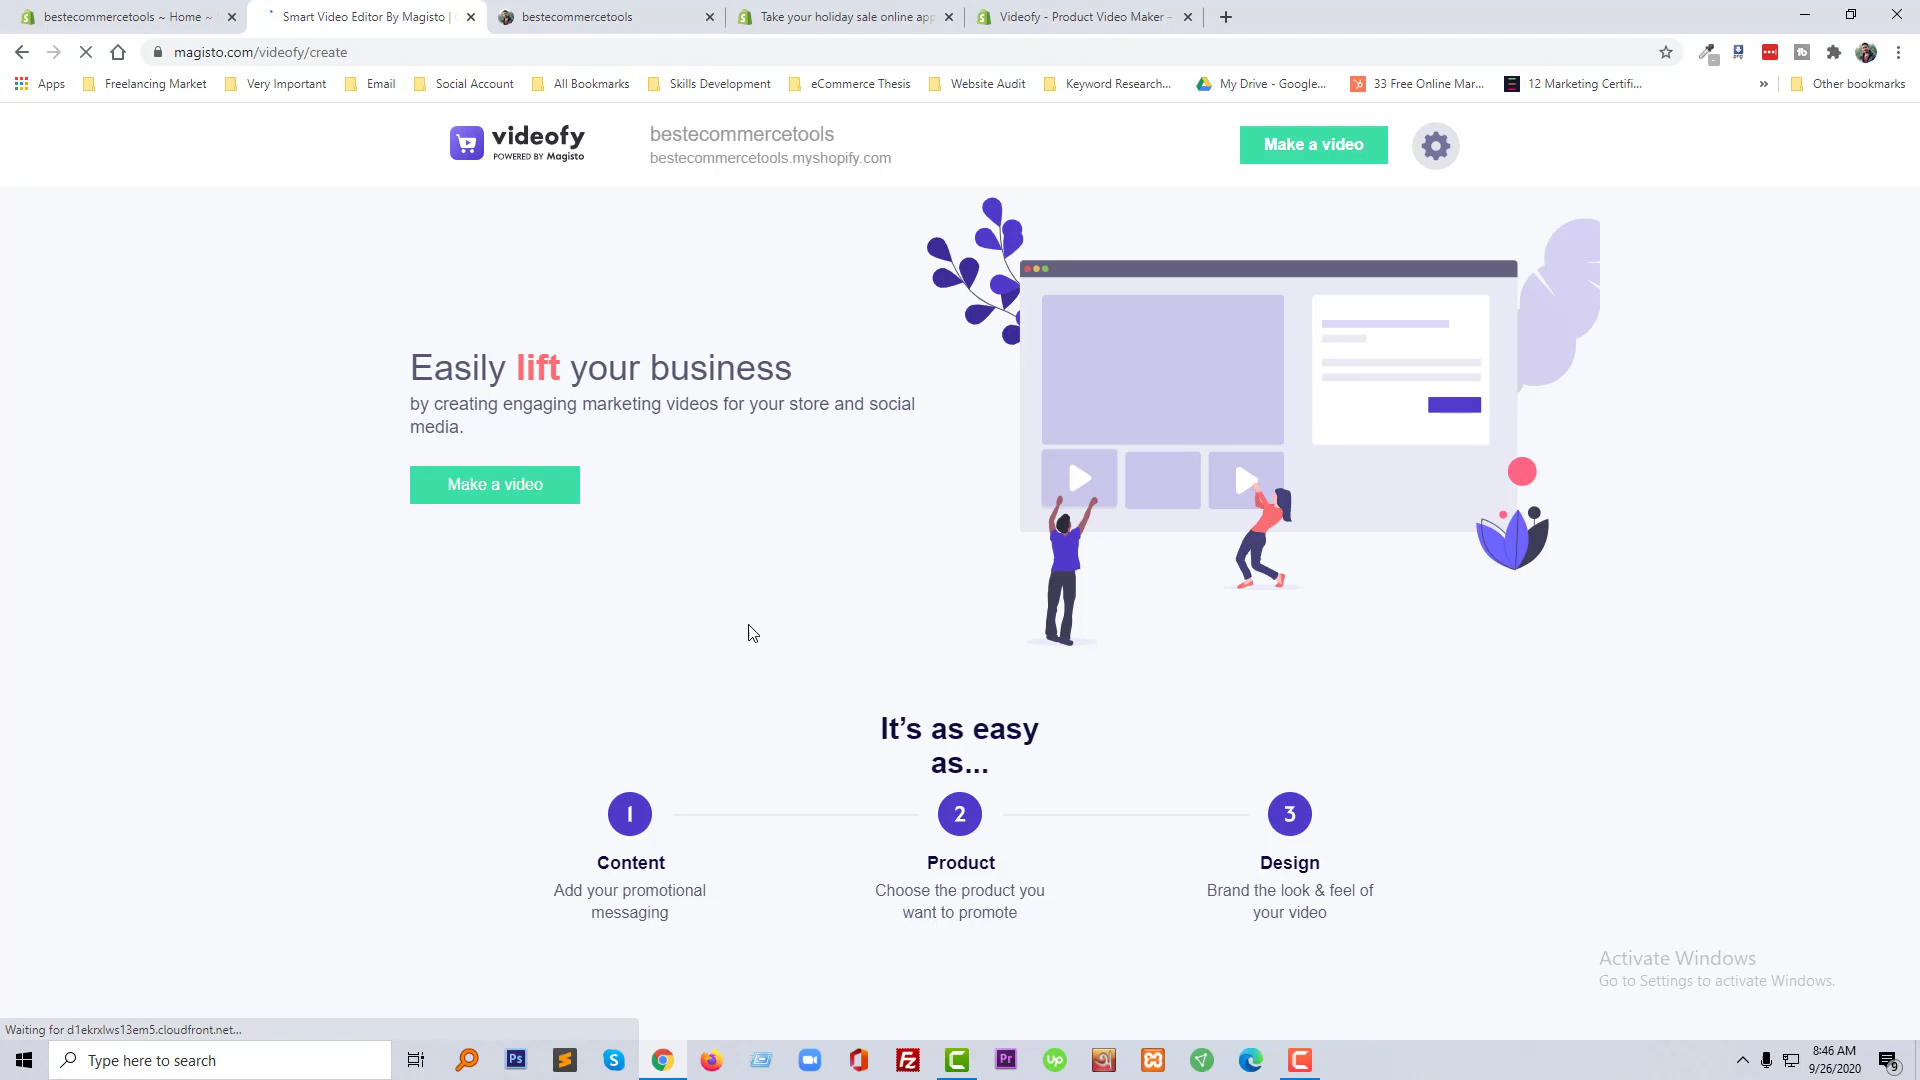 bestecommercetools ~ Home ~
Smart Video Editor By Magisto |
bestecommercetools
Take your holiday sale online app
Videofy - Product Video Maker –
magisto.com/videofy/create
Apps
Freelancing Market
Very Important
Email
Social Account
All Bookmarks
Skills Development
eCommerce Thesis
Website Audit
Keyword Research...
My Drive - Google...
33 Free Online Mar...
12 Marketing Certifi...
»
Other bookmarks
videofy
POWERED BY Magisto
bestecommercetools
bestecommercetools.myshopify.com
Make a video
Easily lift your business
by creating engaging marketing videos for your store and social
media.
Make a video
It's as easy
as...
1
2
3
Content
Product
Design
Add your promotional
messaging
Choose the product you
want to promote
Brand the look & feel of
your video
Activate Windows
Go to Settings to activate Windows.
Waiting for d1ekrxlws13em5.cloudfront.net...
Type here to search
Ps
Pr
up
8:46 AM
9/26/2020
9